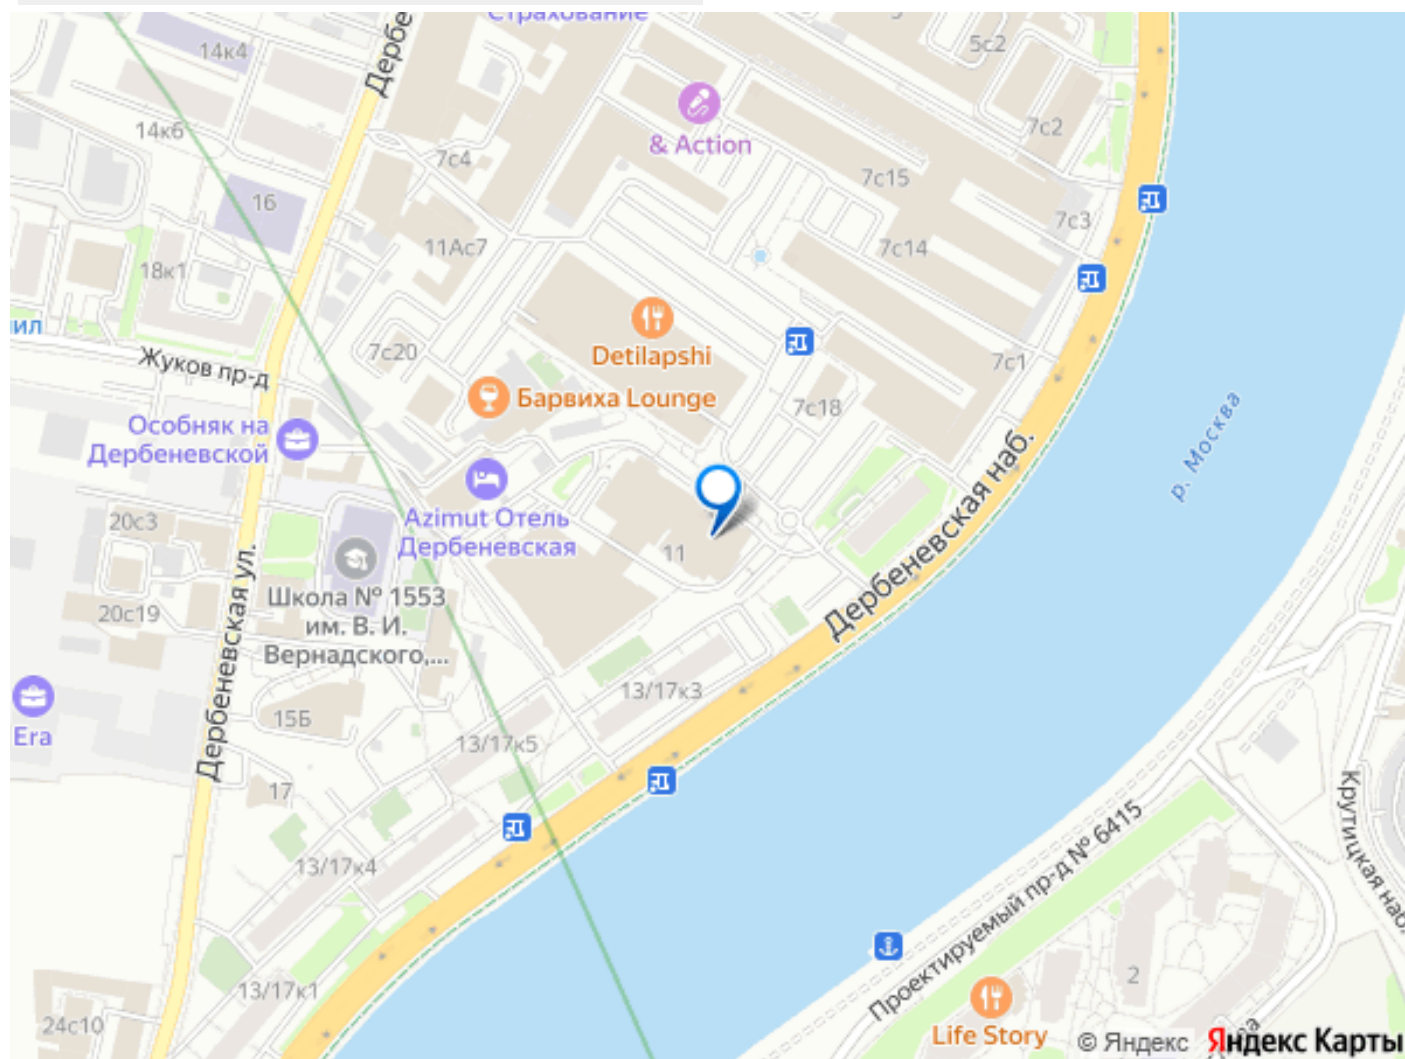 Страхование
14к4
Дербе
5с2
& Action
7с2
14к6
7с4
7с15
16
7с3
11Ас7
7с14
18к1
ил
Жуков пр-д
7с20
Detilapshi
7с1
Барвиха Lounge
7с18
р. Москва
Особняк на
Дербеневской
Дербеневская наб.
Azimut Отель
Дербеневская
20с3
11
Дербеневская ул.
Школа № 1553
им. В. И.
Вернадского,...
20с19
13/17к3
Era
15Б
13/17к5
17
Крутицкая наб.
Проектируемый пр-д № 6415
13/17к4
2
13/17к1
24с10
Life Story
© Яндекс
Яндекс Карты